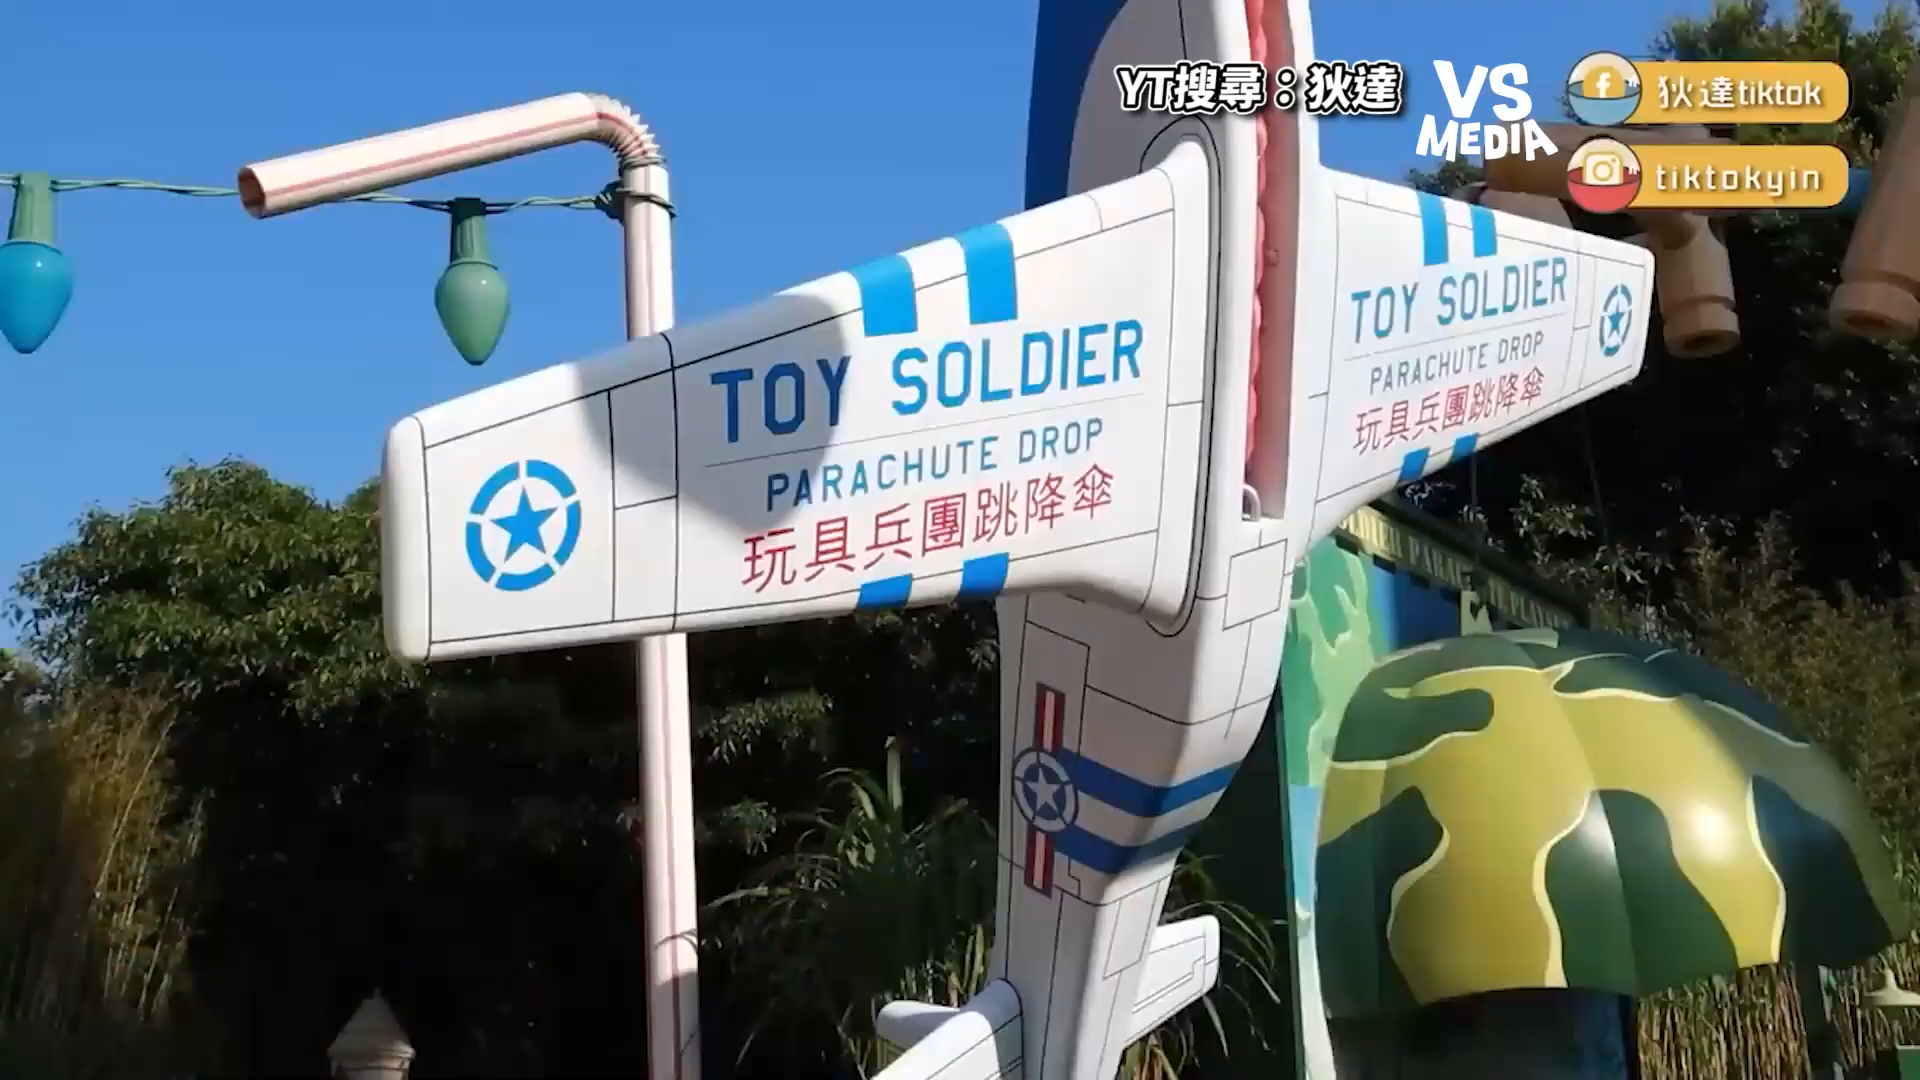 YT搜尋：狄達
VS
MEDIA
狄達tiktok
tiktokyin
TOY SOLDIER
PARACHUTE DROP
玩具兵團跳降傘
TOY SOLDIER
PARACHUTE DROP
玩具兵團跳降傘